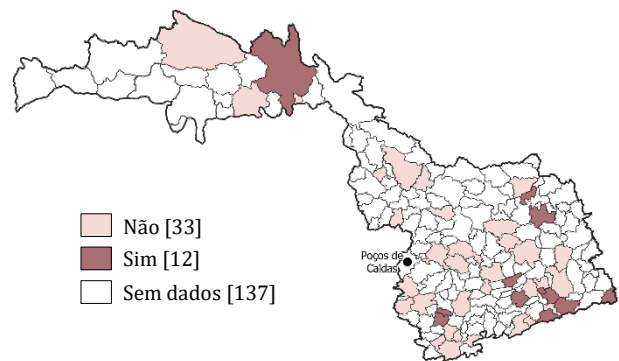 Não [33]
Sim [12]
Sem dados [137]
Poços de
Caldas